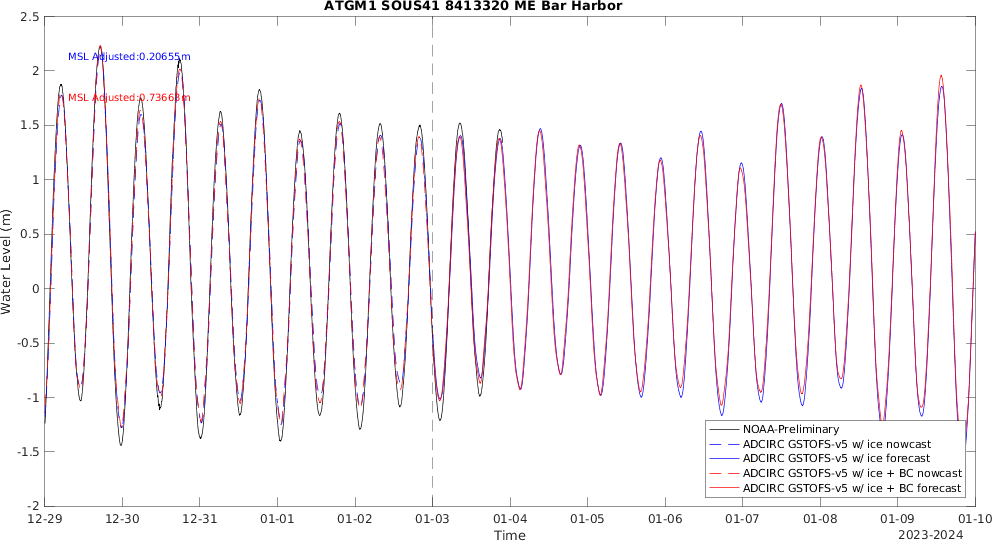 ATGM1 SOUS41 8413320 ME Bar Harbor
2.5
2
1.5
1
0.5
0
-0.5
-1
-1.5
-2
Water Level (m)
MSL Adjusted:0.20655m
MSL Adjusted:0.73663m
NOAA-Preliminary
ADCIRC GSTOFS-v5 w/ ice nowcast
ADCIRC GSTOFS-v5 w/ ice forecast
ADCIRC GSTOFS-v5 w/ ice + BC nowcast
ADCIRC GSTOFS-v5 w/ ice + BC forecast
12-29 12-30 12-31 01-01 01-02 01-03 01-04 01-05 01-06 01-07 01-08 01-09 01-10
Time
2023-2024